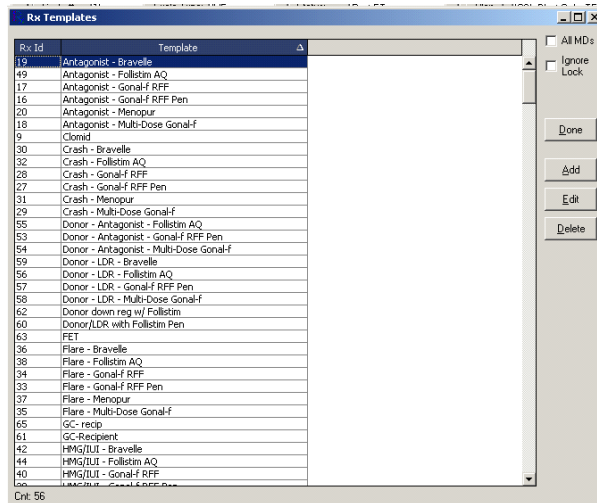 Rx Templates
All MDs
Ignore
Lock
Done
Add
Edit
Delete
Rx Id Template
19 Antagonist - Bravelle
49 Antagonist - Follistim AQ
17 Antagonist - Gonal-f RFF
16 Antagonist - Gonal-f RFF Pen
20 Antagonist - Menopur
18 Antagonist - Multi-Dose Gonal-f
9 Clomid
30 Crash - Bravelle
32 Crash - Follistim AQ
28 Crash - Gonal-f RFF
27 Crash - Gonal-f RFF Pen
31 Crash - Menopur
29 Crash - Multi-Dose Gonal-f
55 Donor - Antagonist - Follistim AQ
53 Donor - Antagonist - Gonal-f RFF Pen
54 Donor - Antagonist - Multi-Dose Gonal-f
59 Donor - LDR - Bravelle
56 Donor - LDR - Follistim AQ
57 Donor - LDR - Gonal-f RFF Pen
58 Donor - LDR - Multi-Dose Gonal-f
62 Donor down reg w/ Follistim
60 Donor/LDR with Follistim Pen
63 FET
36 Flare - Bravelle
38 Flare - Follistim AQ
34 Flare - Gonal-f RFF
33 Flare - Gonal-f RFF Pen
37 Flare - Menopur
35 Flare - Multi-Dose Gonal-f
65 GC- recip
61 GC-Recipient
42 HMG/IUI - Bravelle
44 HMG/IUI - Follistim AQ
40 HMG/IUI - Gonal-f RFF
Cnt: 56